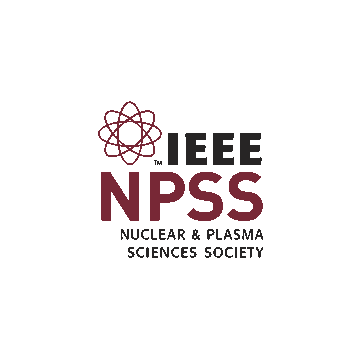 ™IEEE
NPSS
NUCLEAR & PLASMA
SCIENCES SOCIETY